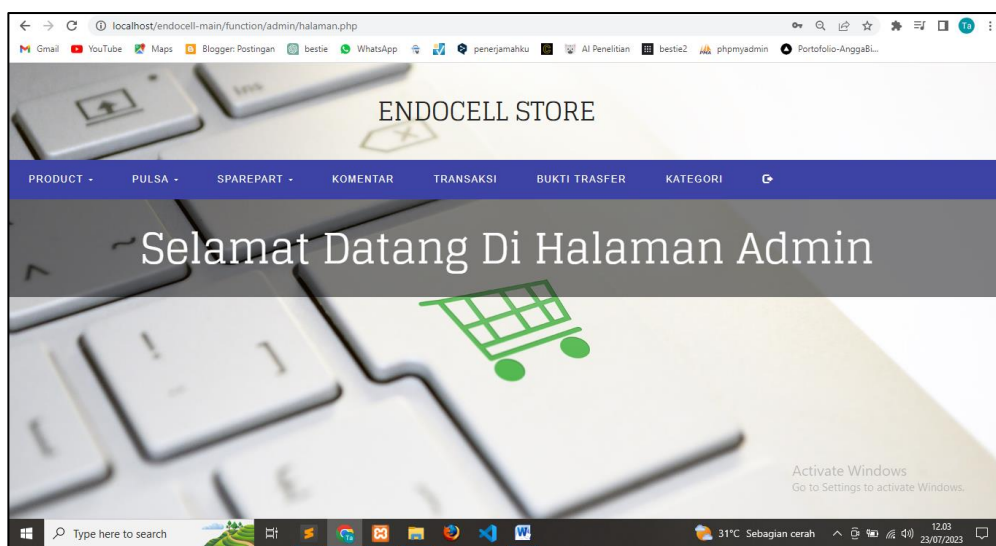 localhost/endocell-main/function/admin/halaman.php
Ta
Gmail YouTube Maps Blogger: Postingan bestie WhatsApp penerjamahku AI Penelitian bestie2 phpmyadmin Portofolio-AnggaBi...
Ins
ENDOCELL STORE
PRODUCT PULSA SPAREPART KOMENTAR TRANSAKSI BUKTI TRASFER KATEGORI
Selamat Datang Di Halaman Admin
Activate Windows
Go to Settings to activate Windows.
Type here to search
31°C Sebagian cerah
12.03
23/07/2023